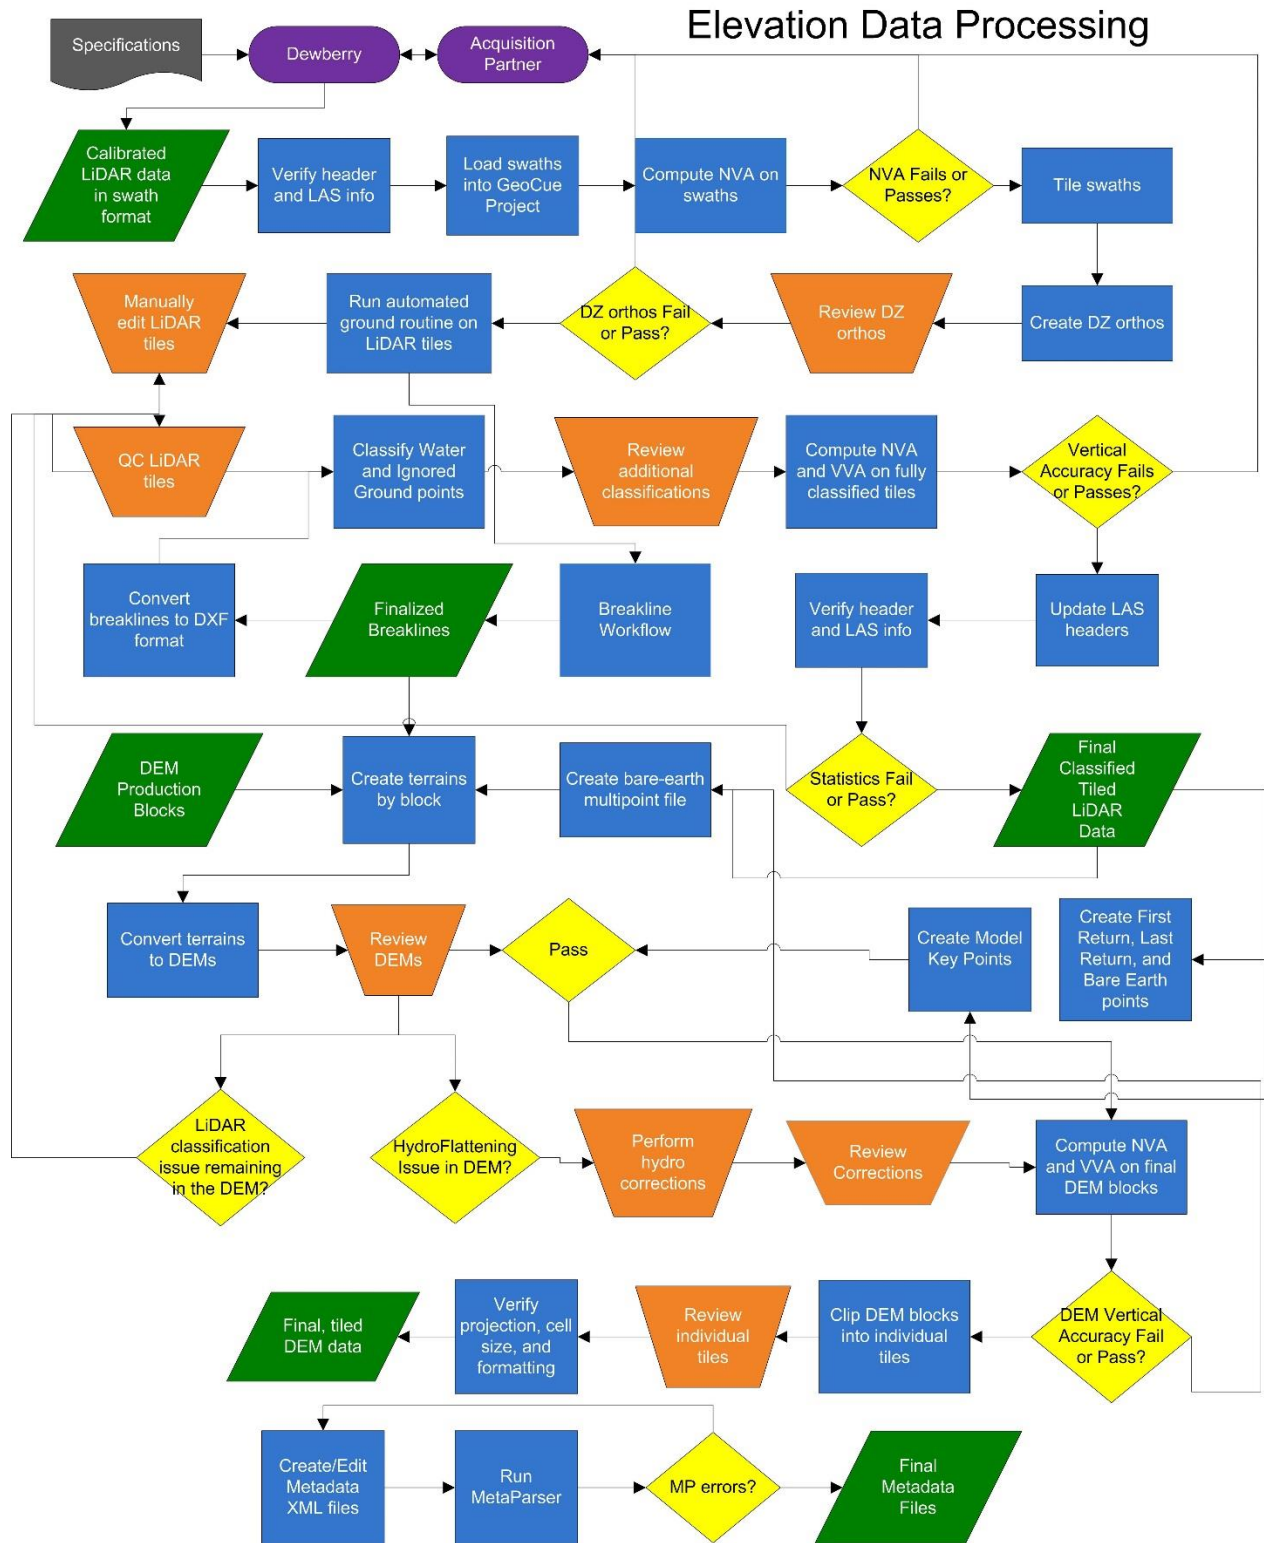 Elevation Data Processing
Specifications
Dewberry
Acquisition
Partner
Calibrated
LiDAR data
in swath
format
Verify header
and LAS info
Load swaths
into GeoCue
Project
Compute NVA on
swaths
NVA Fails or
Passes?
Tile swaths
Manually
edit LiDAR
tiles
Run automated
ground routine on
LiDAR tiles
DZ orthos Fail
or Pass?
Review DZ
orthos
Create DZ orthos
QC LiDAR
tiles
Classify Water
and Ignored
Ground points
Review
additional
classifications
Compute NVA
and VVA on fully
classified tiles
Vertical
Accuracy Fails
or Passes?
Convert
breaklines to DXF
format
Finalized
Breaklines
Breakline
Workflow
Verify header
and LAS info
Update LAS
headers
DEM
Production
Blocks
Create terrains
by block
Create bare-earth
multipoint file
Statistics Fail
or Pass?
Final
Classified
Tiled
LiDAR
Data
Convert terrains
to DEMs
Review
DEMs
Pass
Create Model
Key Points
Create First
Return, Last
Return, and
Bare Earth
points
LiDAR
classification
issue remaining
in the DEM?
HydroFlattening
Issue in DEM?
Perform
hydro
corrections
Review
Corrections
Compute NVA
and VVA on final
DEM blocks
Final, tiled
DEM data
Verify
projection, cell
size, and
formatting
Review
individual
tiles
Clip DEM blocks
into individual
tiles
DEM Vertical
Accuracy Fail
or Pass?
Create/Edit
Metadata
XML files
Run
MetaParser
MP errors?
Final
Metadata
Files